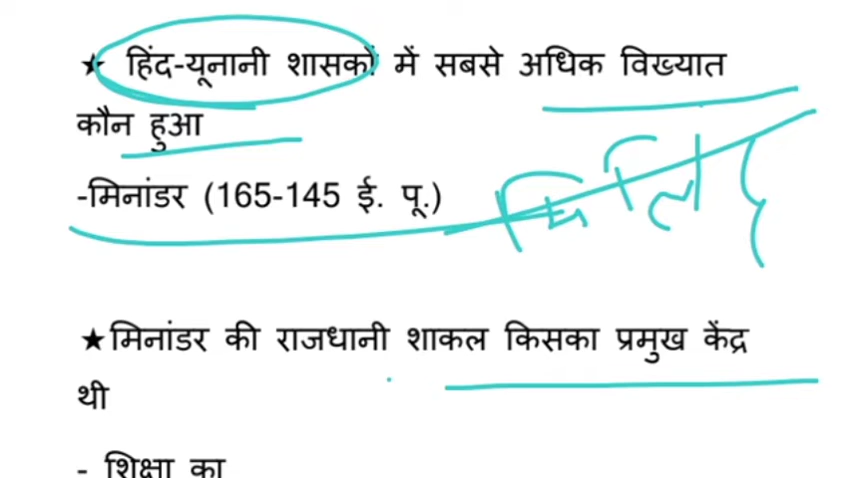 ★ हिंद-यूनानी शासकों में सबसे अधिक विख्यात
कौन हुआ
-मिनांडर (165-145 ई. पू.)
मिलिंद
★मिनांडर की राजधानी शाकल किसका प्रमुख केंद्र
थी
- शिक्षा का